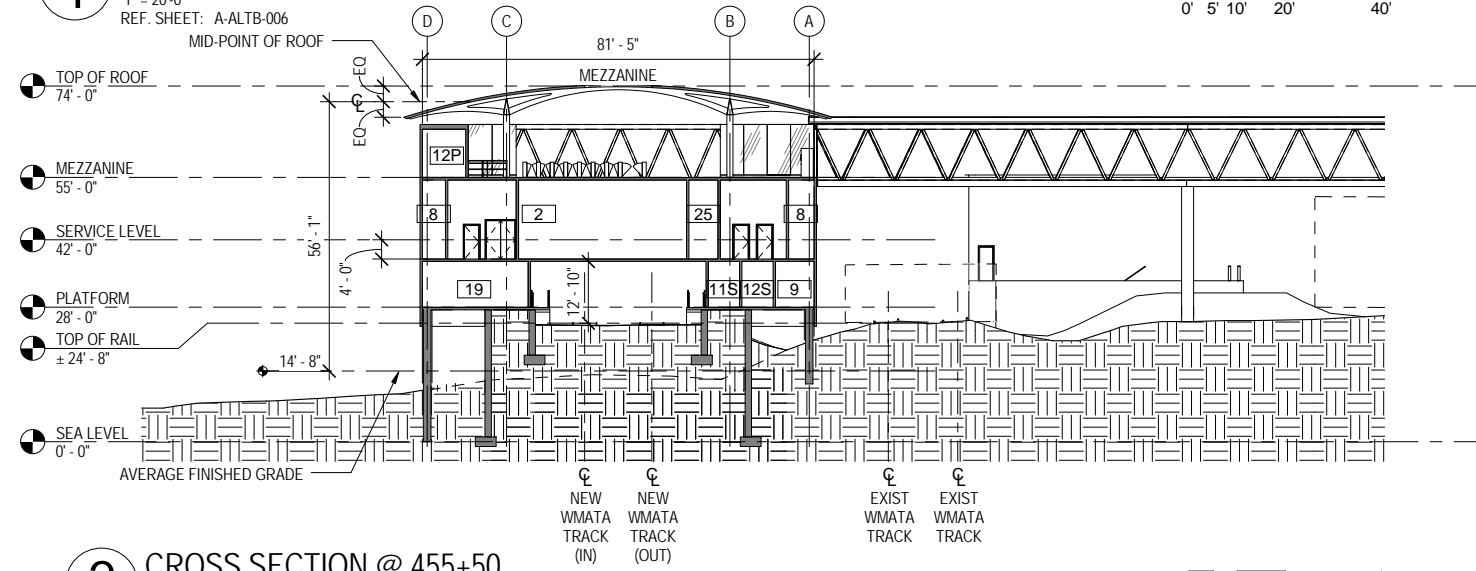 1" = 20'-0"
REF. SHEET: A-ALTB-006
0' 5' 10' 20' 40'
D C B A
MID-POINT OF ROOF
81' - 5"
TOP OF ROOF
74' - 0"
EQ
MEZZANINE
EQ
12P
MEZZANINE
55' - 0"
8 2 25 8
SERVICE LEVEL
42' - 0"
56' - 1"
4' - 0"
12' - 10"
19 11S 12S 9
PLATFORM
28' - 0"
TOP OF RAIL
± 24' - 8"
14' - 8"
SEA LEVEL
0' - 0"
AVERAGE FINISHED GRADE
NEW
WMATA
TRACK
(IN)
NEW
WMATA
TRACK
(OUT)
EXIST
WMATA
TRACK
EXIST
WMATA
TRACK
CROSS SECTION @ 455+50